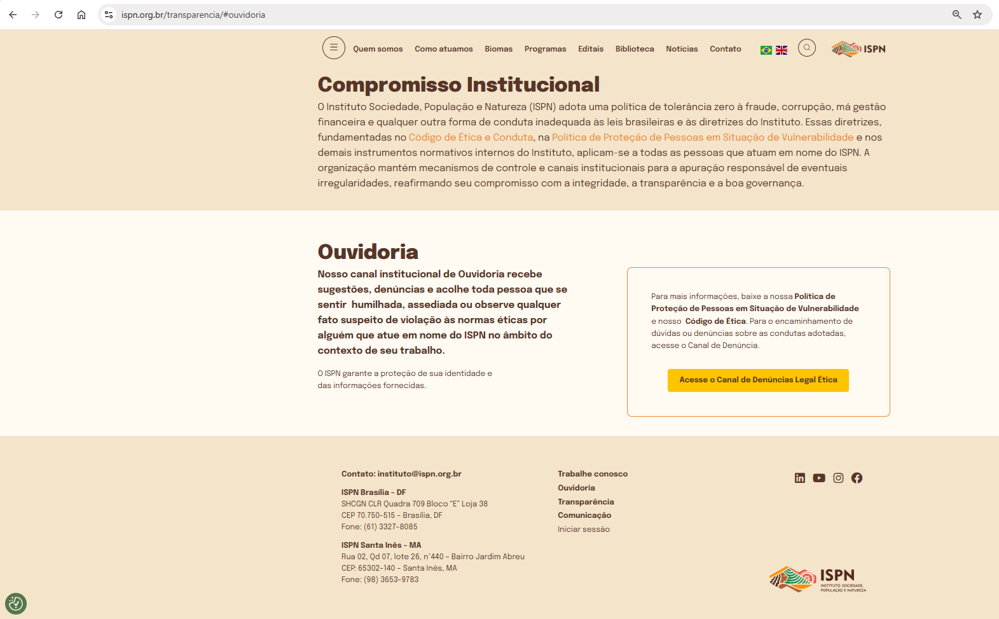 ispn.org.br/transparencia/#ouvidoria
Quem somos Como atuamos Biomas Programas Editais Biblioteca Notícias Contato ISPN
Compromisso Institucional
O Instituto Sociedade, População e Natureza (ISPN) adota uma política de tolerância zero à fraude, corrupção, má gestão
financeira e qualquer outra forma de conduta inadequada às leis brasileiras e às diretrizes do Instituto. Essas diretrizes,
fundamentadas no Código de Ética e Conduta, na Política de Proteção de Pessoas em Situação de Vulnerabilidade e nos
demais instrumentos normativos internos do Instituto, aplicam-se a todas as pessoas que atuam em nome do ISPN. A
organização mantém mecanismos de controle e canais institucionais para a apuração responsável de eventuais
irregularidades, reafirmando seu compromisso com a integridade, a transparência e a boa governança.
Ouvidoria
Nosso canal institucional de Ouvidoria recebe
sugestões, denúncias e acolhe toda pessoa que se
sentir humilhada, assediada ou observe qualquer
fato suspeito de violação às normas éticas por
alguém que atue em nome do ISPN no âmbito do
contexto de seu trabalho.
O ISPN garante a proteção de sua identidade e
das informações fornecidas.
Para mais informações, baixe a nossa Política de
Proteção de Pessoas em Situação de Vulnerabilidade
e nosso Código de Ética. Para o encaminhamento de
dúvidas ou denúncias sobre as condutas adotadas,
acesse o Canal de Denúncia.
Acesse o Canal de Denúncias Legal Ética
Contato: instituto@ispn.org.br
ISPN Brasília – DF
SHCGN CLR Quadra 709 Bloco “E” Loja 38
CEP 70.750-515 – Brasília, DF
Fone: (61) 3327-8085
ISPN Santa Inês – MA
Rua 02, Qd 07, lote 26, n°440 – Bairro Jardim Abreu
CEP: 65302-140 – Santa Inês, MA
Fone: (98) 3653-9783
Trabalhe conosco
Ouvidoria
Transparência
Comunicação
Iniciar sessão
ISPN
INSTITUTO SOCIEDADE,
POPULAÇÃO E NATUREZA